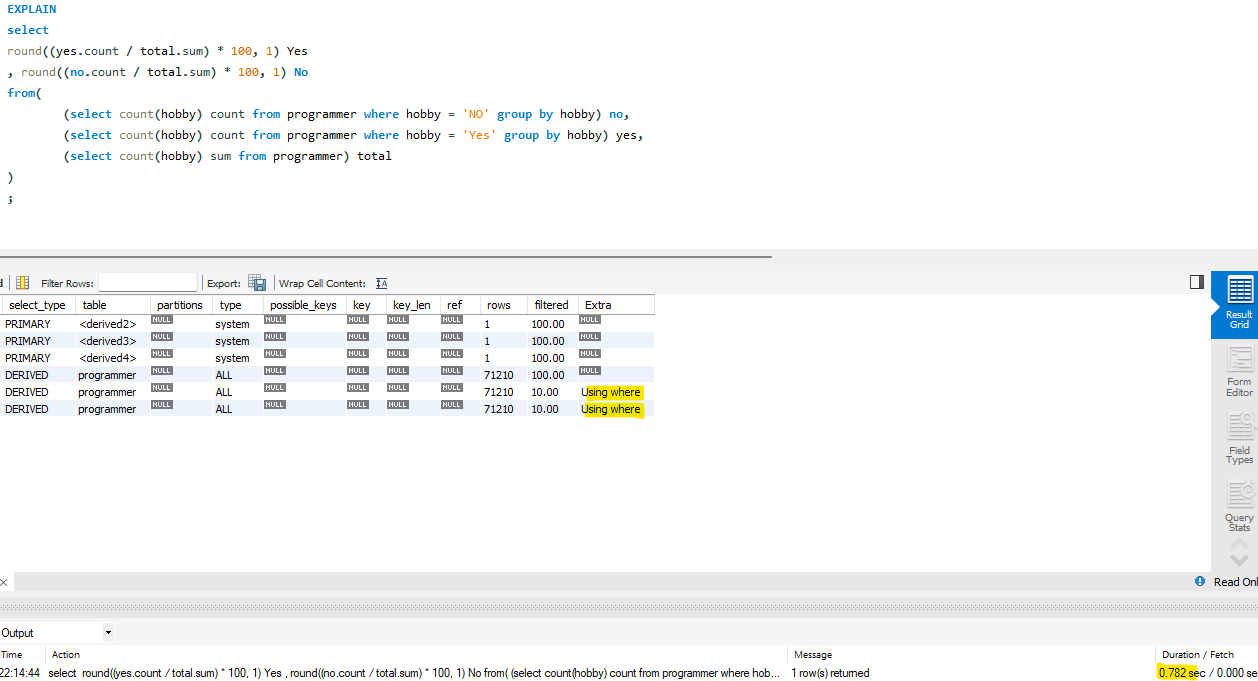 EXPLAIN
select
round((yes.count / total.sum) * 100, 1) Yes
, round((no.count / total.sum) * 100, 1) No
from(
(select count(hobby) count from programmer where hobby = 'NO' group by hobby) no,
(select count(hobby) count from programmer where hobby = 'Yes' group by hobby) yes,
(select count(hobby) sum from programmer) total
)
;
Filter Rows: Export: Wrap Cell Content: IA
select_type table partitions type possible_keys key key_len ref rows filtered Extra
PRIMARY <derived2> NULL system NULL NULL NULL NULL 1 100.00 NULL
PRIMARY <derived3> NULL system NULL NULL NULL NULL 1 100.00 NULL
PRIMARY <derived4> NULL system NULL NULL NULL NULL 1 100.00 NULL
DERIVED programmer NULL ALL NULL NULL NULL NULL 71210 100.00 NULL
DERIVED programmer NULL ALL NULL NULL NULL NULL 71210 10.00 Using where
DERIVED programmer NULL ALL NULL NULL NULL NULL 71210 10.00 Using where
Result
Grid
Form
Editor
Field
Types
Query
Stats
Read Onl
Output
Time Action Message Duration / Fetch
22:14:44 select round((yes.count / total.sum) * 100, 1) Yes , round((no.count / total.sum) * 100, 1) No from( (select count(hobby) count from programmer where hob... 1 row(s) returned 0.782 sec / 0.000 se